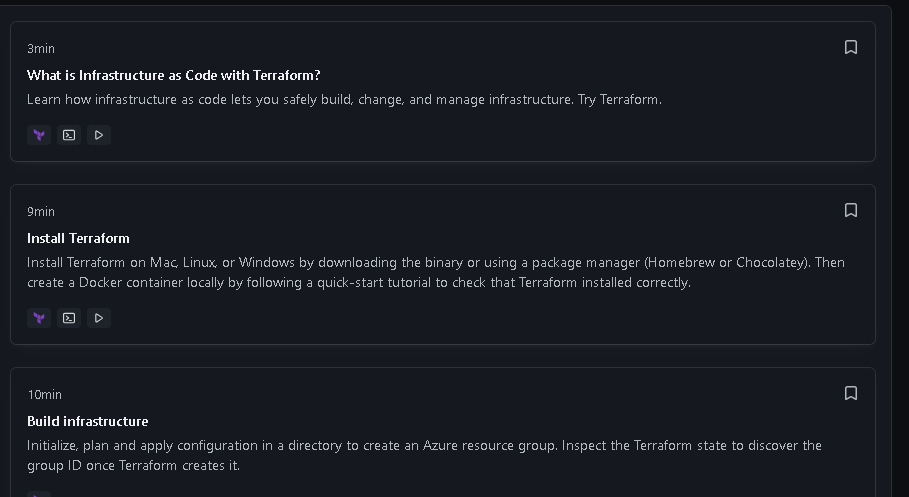 3min
What is Infrastructure as Code with Terraform?
Learn how infrastructure as code lets you safely build, change, and manage infrastructure. Try Terraform.
9min
Install Terraform
Install Terraform on Mac, Linux, or Windows by downloading the binary or using a package manager (Homebrew or Chocolatey). Then
create a Docker container locally by following a quick-start tutorial to check that Terraform installed correctly.
10min
Build infrastructure
Initialize, plan and apply configuration in a directory to create an Azure resource group. Inspect the Terraform state to discover the
group ID once Terraform creates it.